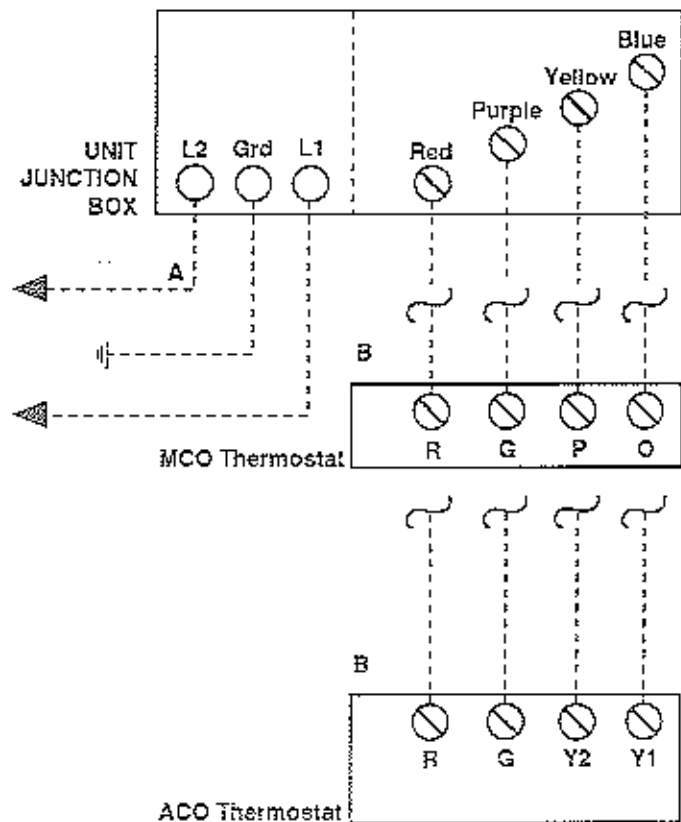 Blue
Yellow
Purple
UNIT
JUNCTION
BOX
L2 Grd L1
Red
A
B
R G P O
MCO Thermostat
B
R G Y2 Y1
ACO Thermostat